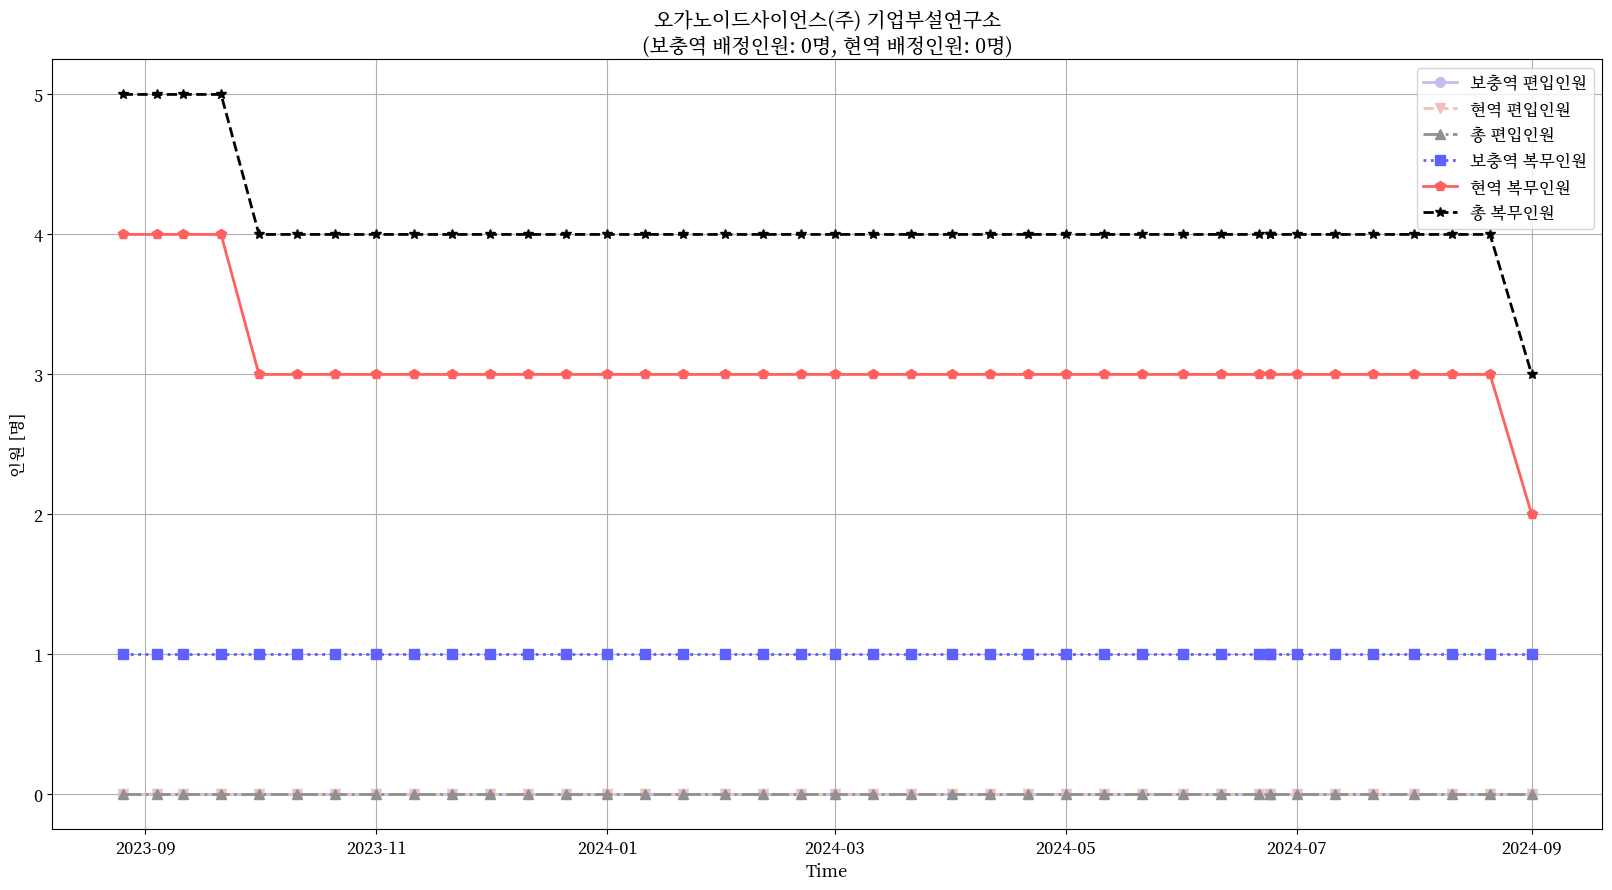 오가노이드사이언스(주) 기업부설연구소
(보충역 배정인원: 0명, 현역 배정인원: 0명)
보충역 편입인원
현역 편입인원
총 편입인원
보충역 복무인원
현역 복무인원
총 복무인원
인원 [명]
5
4
3
2
1
0
2023-09
2023-11
2024-01
2024-03
2024-05
2024-07
2024-09
Time